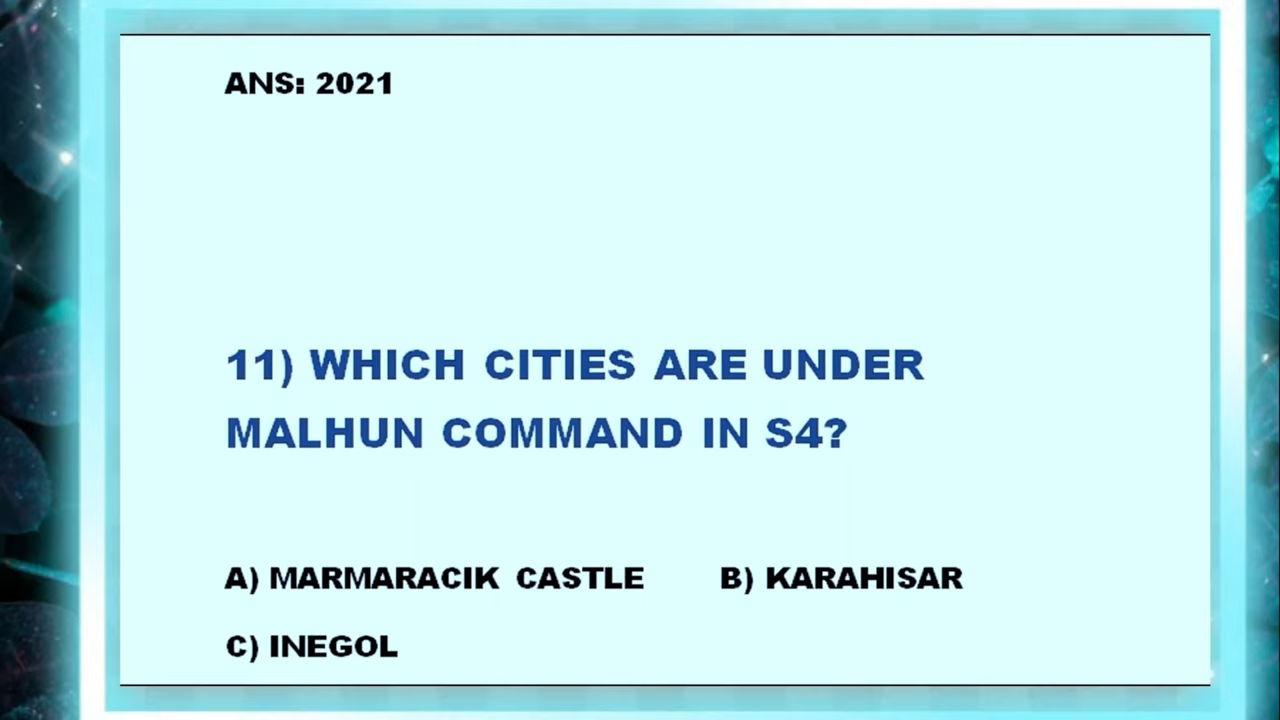 ANS: 2021
11) WHICH CITIES ARE UNDER
MALHUN COMMAND IN S4?
A) MARMARACIK CASTLE B) KARAHISAR
C) INEGOL